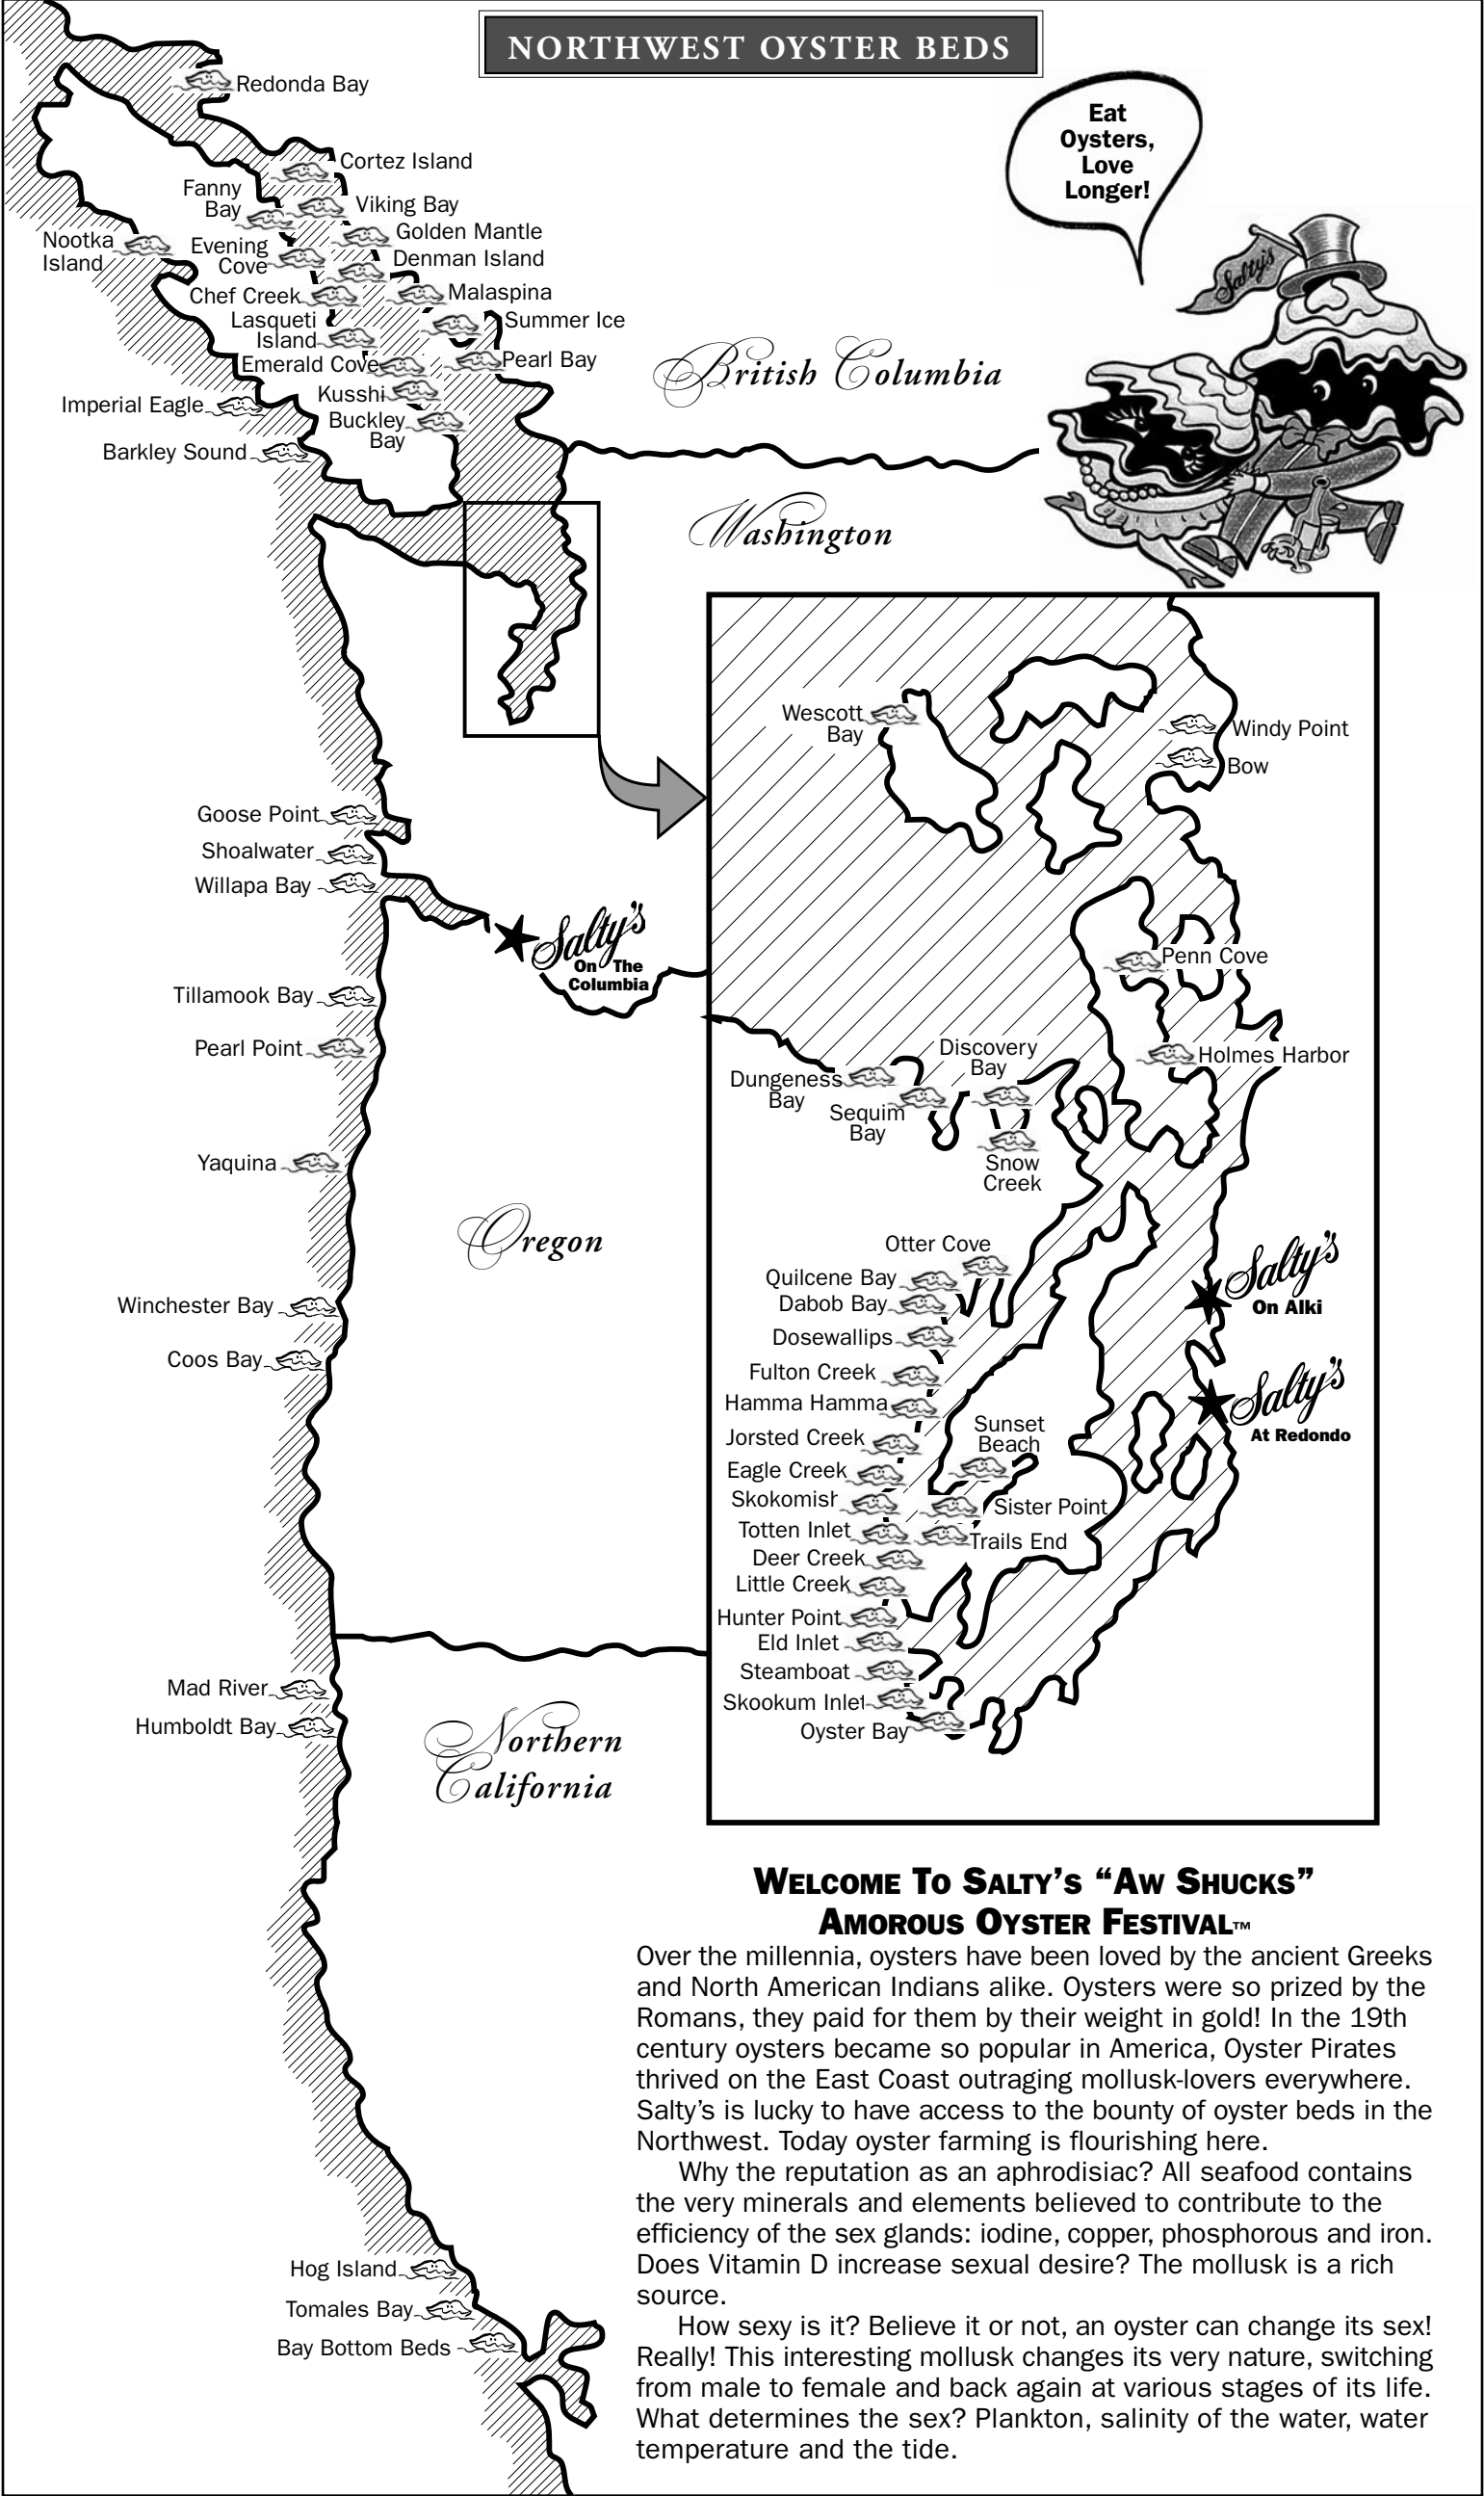 NORTHWEST OYSTER BEDS
Eat
Oysters,
Love
Longer!
Salty's
Redonda Bay
Cortez Island
Fanny
Bay
Viking Bay
Golden Mantle
Nootka
Island
Evening
Cove
Denman Island
Chef Creek
Malaspina
Lasqueti
Island
Summer Ice
Emerald Cove
Pearl Bay
Kusshi
Imperial Eagle
Buckley
Bay
Barkley Sound
British Columbia
Washington
Goose Point
Shoalwater
Willapa Bay
Salty's
On The
Columbia
Tillamook Bay
Pearl Point
Yaquina
Oregon
Winchester Bay
Coos Bay
Mad River
Humboldt Bay
Northern
California
Hog Island
Tomales Bay
Bay Bottom Beds
Wescott
Bay
Windy Point
Bow
Penn Cove
Holmes Harbor
Discovery
Bay
Dungeness
Bay
Sequim
Bay
Snow
Creek
Otter Cove
Quilcene Bay
Dabob Bay
Dosewallips
Fulton Creek
Hamma Hamma
Jorsted Creek
Eagle Creek
Skokomish
Totten Inlet
Deer Creek
Little Creek
Hunter Point
Eld Inlet
Steamboat
Skookum Inlet
Oyster Bay
Sunset
Beach
Sister Point
Trails End
Salty's
On Alki
Salty's
At Redondo
WELCOME TO SALTY'S “AW SHUCKS”
AMOROUS OYSTER FESTIVAL™
Over the millennia, oysters have been loved by the ancient Greeks
and North American Indians alike. Oysters were so prized by the
Romans, they paid for them by their weight in gold! In the 19th
century oysters became so popular in America, Oyster Pirates
thrived on the East Coast outraging mollusk-lovers everywhere.
Salty's is lucky to have access to the bounty of oyster beds in the
Northwest. Today oyster farming is flourishing here.
Why the reputation as an aphrodisiac? All seafood contains
the very minerals and elements believed to contribute to the
efficiency of the sex glands: iodine, copper, phosphorous and iron.
Does Vitamin D increase sexual desire? The mollusk is a rich
source.
How sexy is it? Believe it or not, an oyster can change its sex!
Really! This interesting mollusk changes its very nature, switching
from male to female and back again at various stages of its life.
What determines the sex? Plankton, salinity of the water, water
temperature and the tide.